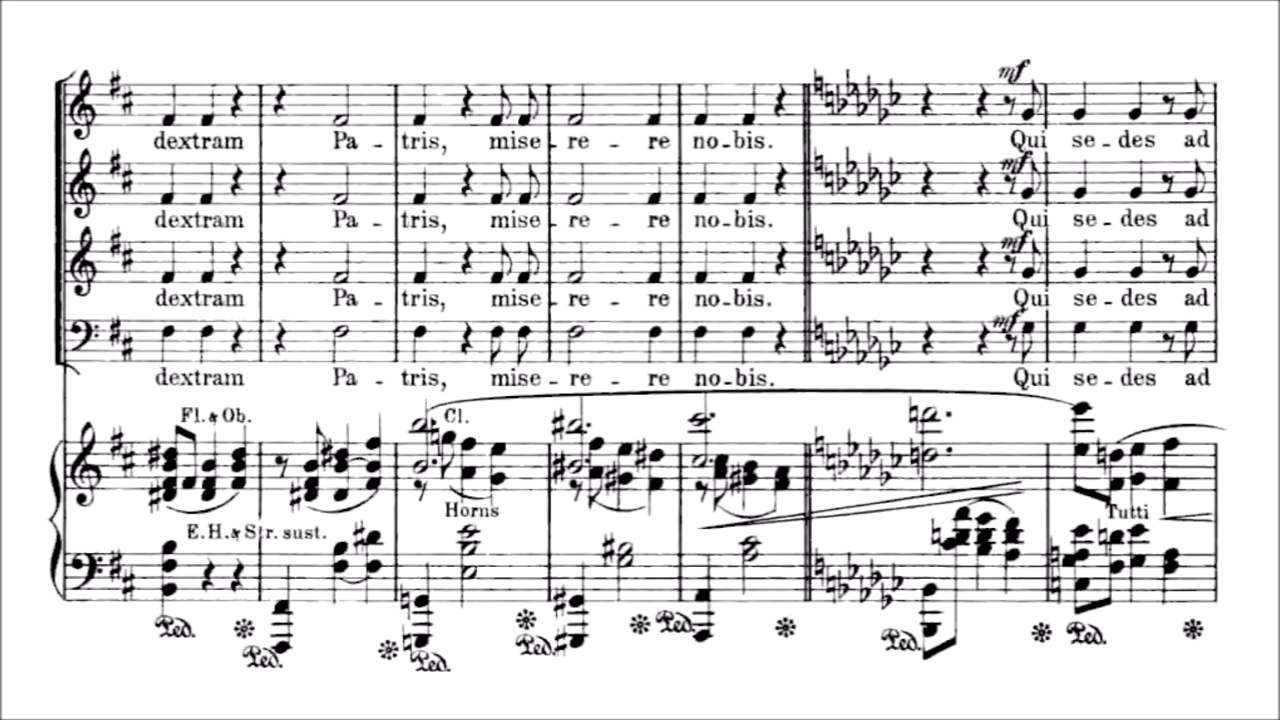 mf
dextram Pa - tris, mise - re - re no - bis. Qui se - des ad
mf
dextram Pa - tris, mise - re - re no - bis. Qui se - des ad
mf
dextram Pa - tris, mise - re - re no - bis. Qui se - des ad
mf
dextram Pa - tris, mise - re - re no - bis. Qui se - des ad
Fl. & Ob. Cl.
Horns Tutti
E.H. & Str. sust.
Ped. Ped. Ped. Ped. Ped. Ped. Ped.